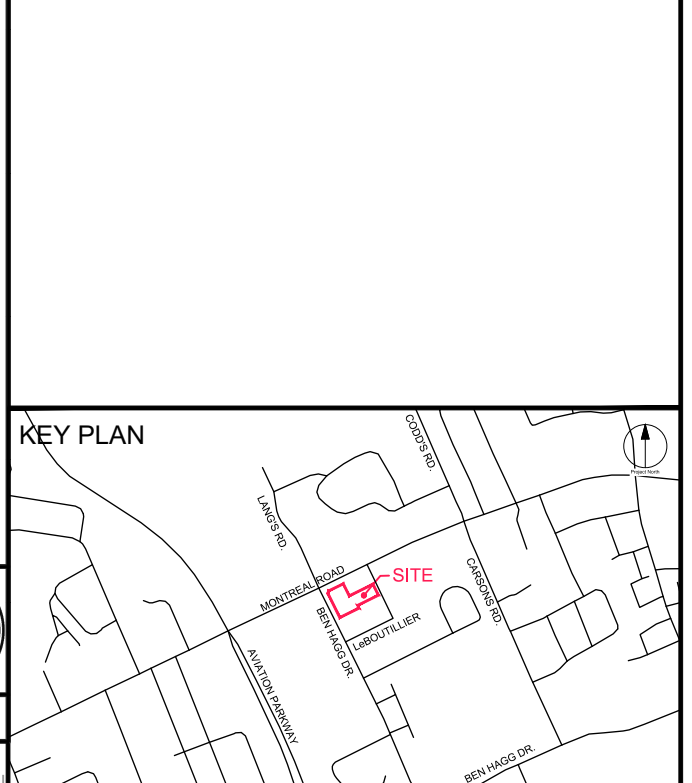 KEY PLAN
CODD'S RD.
Project North
LANG'S RD.
MONTREAL ROAD
SITE
CARSONS RD.
BEN HAGG DR.
LeBOUTILLIER
AVIATION PARKWAY
BEN HAGG DR.